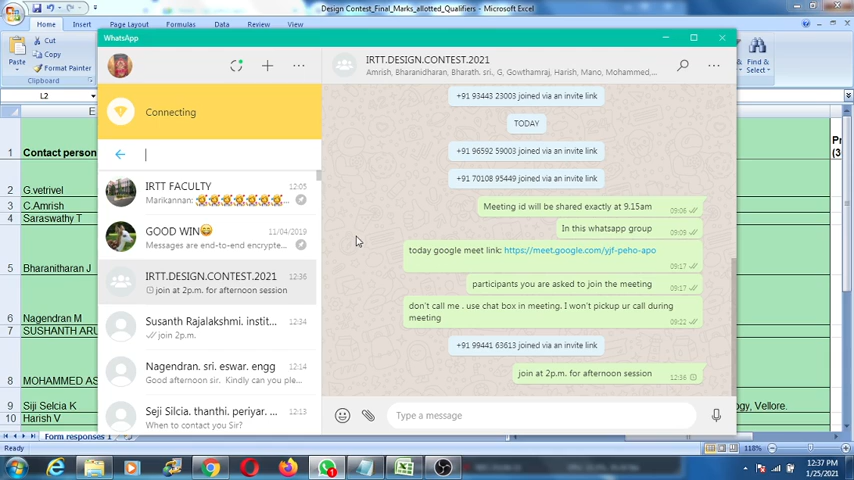 Design Contest_Final_Marks_allotted_Qualifiers - Microsoft Excel
Home
Insert
Page Layout
Formulas
Data
Review
View
Cut
Copy
Format Painter
Paste
Clipboard
Find &
Select
L2
E
Contact person
1
2
G.vetrivel
3
C.Amrish
4
Saraswathy T
5
Bharanitharan J
6
Nagendran M
7
SUSHANTH ARU
8
MOHAMMED AS
9
Siji Selcia K
10
Harish V
ogy, Vellore.
Form responses 1
Ready
118%
WhatsApp
Connecting
IRTT FACULTY
12:05
Marikannan:
GOOD WIN😄
11/04/2019
Messages are end-to-end encrypte...
IRTT.DESIGN.CONTEST.2021
12:36
join at 2p.m. for afternoon session
Susanth Rajalakshmi. instit...
12:34
join 2p.m.
Nagendran. sri. eswar. engg
12:14
Good afternoon sir. Kindly can you ple...
Seji Silcia. thanthi. periyar. ...
12:13
When to contact you Sir?
IRTT.DESIGN.CONTEST.2021
Amrish, Bharanidharan, Bharath. sri., G, Gowthamraj, Harish, Mano, Mohammed,...
+91 93443 23003 joined via an invite link
TODAY
+91 96592 59003 joined via an invite link
+91 70108 95449 joined via an invite link
Meeting id will be shared exactly at 9.15am
09:06
In this whatsapp group
09:09
today google meet link: https://meet.google.com/yjf-peho-apo
09:17
participants you are asked to join the meeting
09:17
don't call me . use chat box in meeting. I won't pickup ur call during
meeting
09:22
+91 99441 63613 joined via an invite link
join at 2p.m. for afternoon session
12:36
Type a message
12:37 PM
1/25/2021